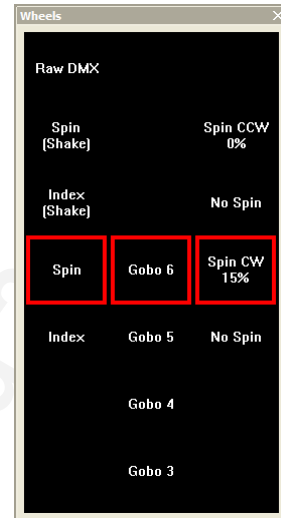 Wheels
Raw DMX
Spin
(Shake)
Spin CCW
0%
Index
(Shake)
No Spin
Spin
Gobo 6
Spin CW
15%
Index
Gobo 5
No Spin
Gobo 4
Gobo 3